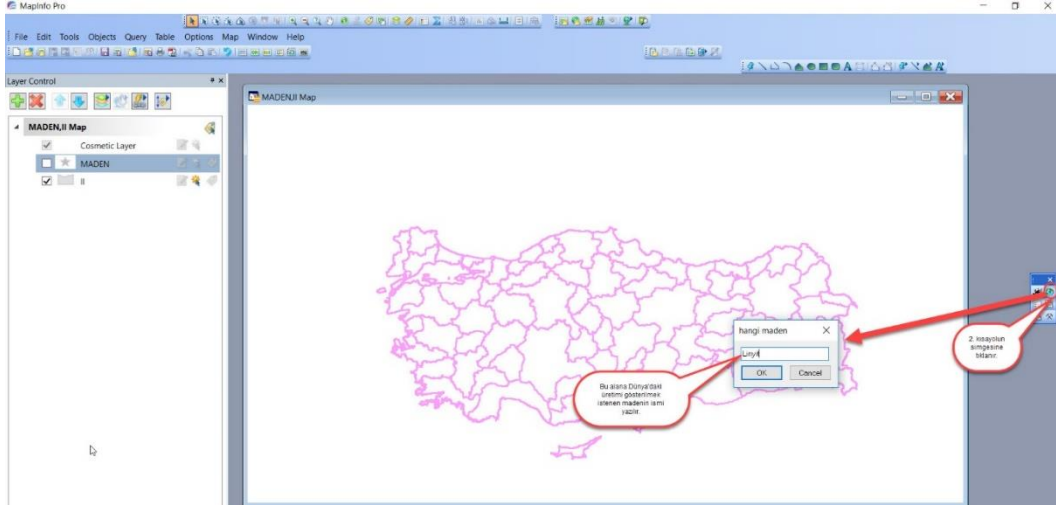 MapInfo Pro
File Edit Tools Objects Query Table Options Map Window Help
Layer Control
MADEN,Il Map
MADEN,Il Map
Cosmetic Layer
MADEN
Il
hangi maden
Linyit
OK Cancel
2. kısayolun
simgesine
tıklanır.
Bu alana Dünya'daki
üretimi gösterilmek
istenen madenin ismi
yazılır.